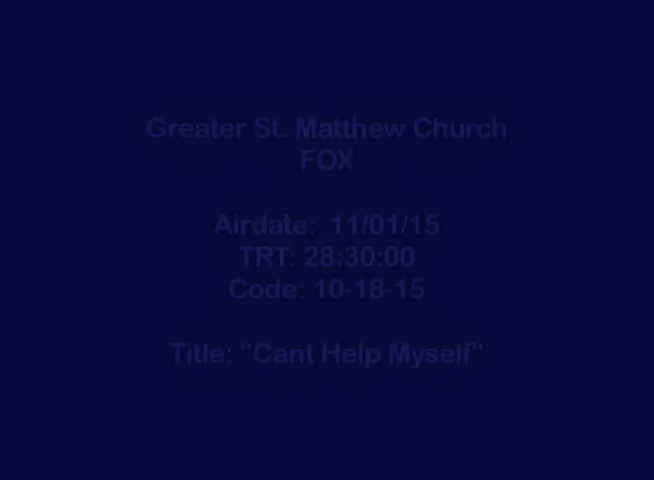 Greater St. Matthew Church
FOX
Airdate: 11/01/15
TRT: 28:30:00
Code: 10-18-15
Title: "Cant Help Myself"